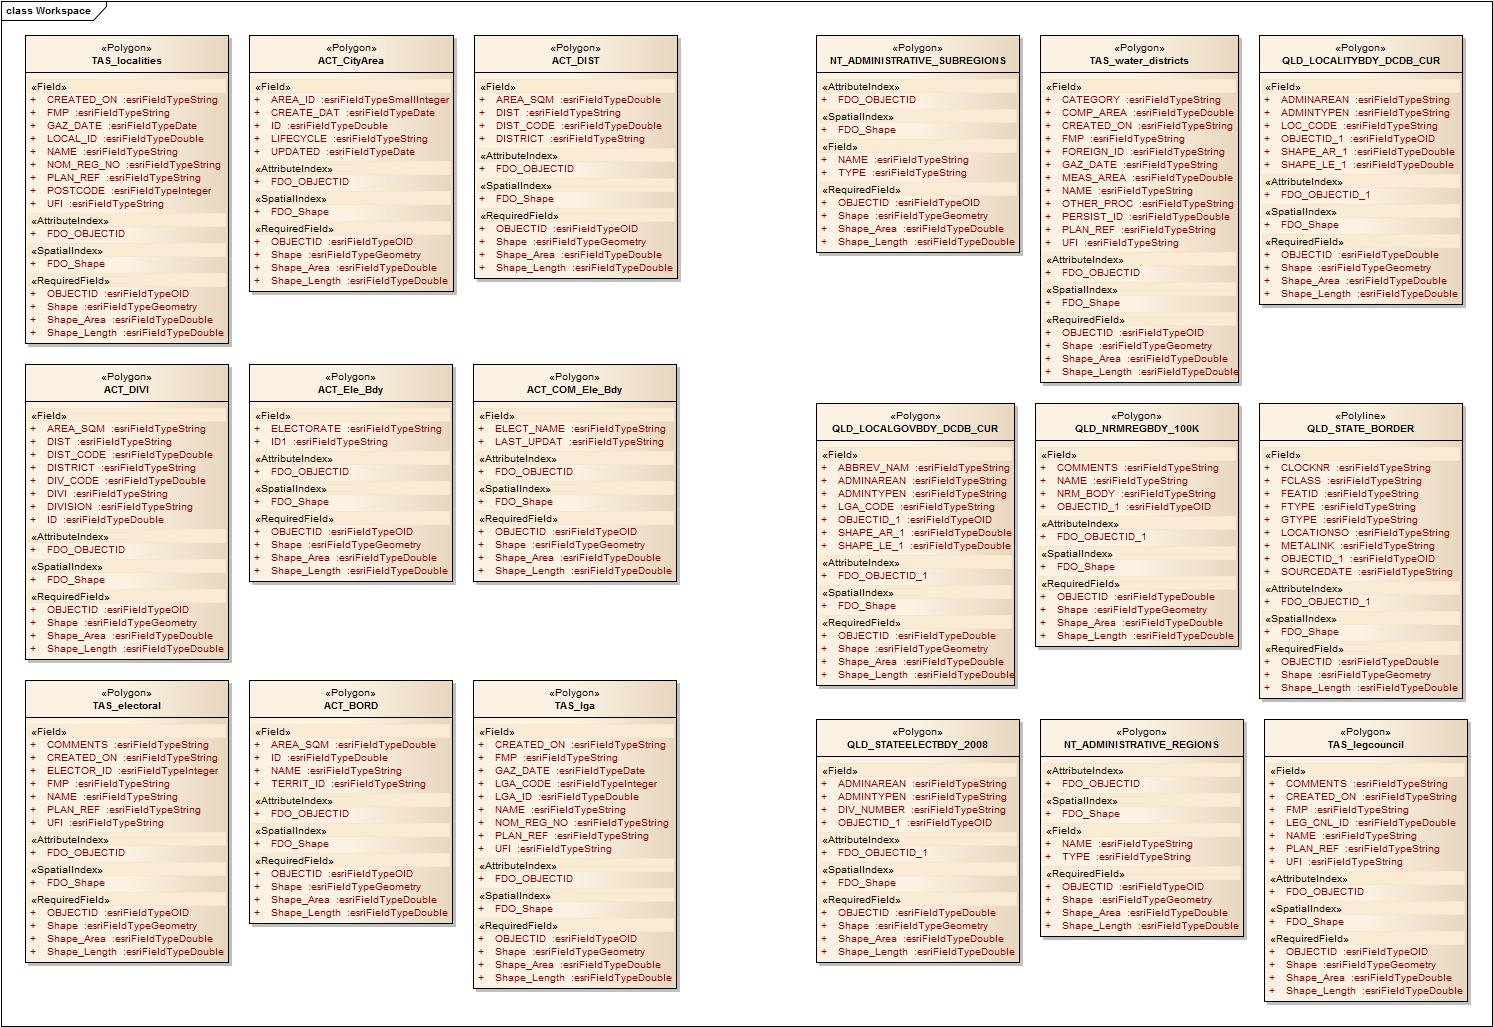 class Workspace
«Polygon»
TAS_localities
«Field»
+ CREATED_ON :esriFieldTypeString
+ FMP :esriFieldTypeString
+ GAZ_DATE :esriFieldTypeDate
+ LOCAL_ID :esriFieldTypeDouble
+ NAME :esriFieldTypeString
+ NOM_REG_NO :esriFieldTypeString
+ PLAN_REF :esriFieldTypeString
+ POSTCODE :esriFieldTypeInteger
+ UFI :esriFieldTypeString
«AttributeIndex»
+ FDO_OBJECTID
«SpatialIndex»
+ FDO_Shape
«RequiredField»
+ OBJECTID :esriFieldTypeOID
+ Shape :esriFieldTypeGeometry
+ Shape_Area :esriFieldTypeDouble
+ Shape_Length :esriFieldTypeDouble
«Polygon»
ACT_CityArea
«Field»
+ AREA_ID :esriFieldTypeSmallInteger
+ CREATE_DAT :esriFieldTypeDate
+ ID :esriFieldTypeDouble
+ LIFECYCLE :esriFieldTypeString
+ UPDATED :esriFieldTypeDate
«AttributeIndex»
+ FDO_OBJECTID
«SpatialIndex»
+ FDO_Shape
«RequiredField»
+ OBJECTID :esriFieldTypeOID
+ Shape :esriFieldTypeGeometry
+ Shape_Area :esriFieldTypeDouble
+ Shape_Length :esriFieldTypeDouble
«Polygon»
ACT_DIST
«Field»
+ AREA_SQM :esriFieldTypeDouble
+ DIST :esriFieldTypeString
+ DIST_CODE :esriFieldTypeDouble
+ DISTRICT :esriFieldTypeString
«AttributeIndex»
+ FDO_OBJECTID
«SpatialIndex»
+ FDO_Shape
«RequiredField»
+ OBJECTID :esriFieldTypeOID
+ Shape :esriFieldTypeGeometry
+ Shape_Area :esriFieldTypeDouble
+ Shape_Length :esriFieldTypeDouble
«Polygon»
NT_ADMINISTRATIVE_SUBREGIONS
«AttributeIndex»
+ FDO_OBJECTID
«SpatialIndex»
+ FDO_Shape
«Field»
+ NAME :esriFieldTypeString
+ TYPE :esriFieldTypeString
«RequiredField»
+ OBJECTID :esriFieldTypeOID
+ Shape :esriFieldTypeGeometry
+ Shape_Area :esriFieldTypeDouble
+ Shape_Length :esriFieldTypeDouble
«Polygon»
TAS_water_districts
«Field»
+ CATEGORY :esriFieldTypeString
+ COMP_AREA :esriFieldTypeDouble
+ CREATED_ON :esriFieldTypeString
+ FMP :esriFieldTypeString
+ FOREIGN_ID :esriFieldTypeString
+ GAZ_DATE :esriFieldTypeString
+ MEAS_AREA :esriFieldTypeDouble
+ NAME :esriFieldTypeString
+ OTHER_PROC :esriFieldTypeString
+ PERSIST_ID :esriFieldTypeDouble
+ PLAN_REF :esriFieldTypeString
+ UFI :esriFieldTypeString
«AttributeIndex»
+ FDO_OBJECTID
«SpatialIndex»
+ FDO_Shape
«RequiredField»
+ OBJECTID :esriFieldTypeOID
+ Shape :esriFieldTypeGeometry
+ Shape_Area :esriFieldTypeDouble
+ Shape_Length :esriFieldTypeDouble
«Polygon»
QLD_LOCALITYBDY_DCDB_CUR
«Field»
+ ADMINAREAN :esriFieldTypeString
+ ADMINTYPEN :esriFieldTypeString
+ LOC_CODE :esriFieldTypeString
+ OBJECTID_1 :esriFieldTypeOID
+ SHAPE_AR_1 :esriFieldTypeDouble
+ SHAPE_LE_1 :esriFieldTypeDouble
«AttributeIndex»
+ FDO_OBJECTID_1
«SpatialIndex»
+ FDO_Shape
«RequiredField»
+ OBJECTID :esriFieldTypeDouble
+ Shape :esriFieldTypeGeometry
+ Shape_Area :esriFieldTypeDouble
+ Shape_Length :esriFieldTypeDouble
«Polygon»
ACT_DIVI
«Field»
+ AREA_SQM :esriFieldTypeString
+ DIST :esriFieldTypeString
+ DIST_CODE :esriFieldTypeDouble
+ DISTRICT :esriFieldTypeString
+ DIV_CODE :esriFieldTypeDouble
+ DIVI :esriFieldTypeString
+ DIVISION :esriFieldTypeString
+ ID :esriFieldTypeDouble
«AttributeIndex»
+ FDO_OBJECTID
«SpatialIndex»
+ FDO_Shape
«RequiredField»
+ OBJECTID :esriFieldTypeOID
+ Shape :esriFieldTypeGeometry
+ Shape_Area :esriFieldTypeDouble
+ Shape_Length :esriFieldTypeDouble
«Polygon»
ACT_Ele_Bdy
«Field»
+ ELECTORATE :esriFieldTypeString
+ ID1 :esriFieldTypeString
«AttributeIndex»
+ FDO_OBJECTID
«SpatialIndex»
+ FDO_Shape
«RequiredField»
+ OBJECTID :esriFieldTypeOID
+ Shape :esriFieldTypeGeometry
+ Shape_Area :esriFieldTypeDouble
+ Shape_Length :esriFieldTypeDouble
«Polygon»
ACT_COM_Ele_Bdy
«Field»
+ ELECT_NAME :esriFieldTypeString
+ LAST_UPDAT :esriFieldTypeString
«AttributeIndex»
+ FDO_OBJECTID
«SpatialIndex»
+ FDO_Shape
«RequiredField»
+ OBJECTID :esriFieldTypeOID
+ Shape :esriFieldTypeGeometry
+ Shape_Area :esriFieldTypeDouble
+ Shape_Length :esriFieldTypeDouble
«Polygon»
QLD_LOCALGOVBDY_DCDB_CUR
«Field»
+ ABBREV_NAM :esriFieldTypeString
+ ADMINAREAN :esriFieldTypeString
+ ADMINTYPEN :esriFieldTypeString
+ LGA_CODE :esriFieldTypeString
+ OBJECTID_1 :esriFieldTypeOID
+ SHAPE_AR_1 :esriFieldTypeDouble
+ SHAPE_LE_1 :esriFieldTypeDouble
«AttributeIndex»
+ FDO_OBJECTID_1
«SpatialIndex»
+ FDO_Shape
«RequiredField»
+ OBJECTID :esriFieldTypeDouble
+ Shape :esriFieldTypeGeometry
+ Shape_Area :esriFieldTypeDouble
+ Shape_Length :esriFieldTypeDouble
«Polygon»
QLD_NRMREGBDY_100K
«Field»
+ COMMENTS :esriFieldTypeString
+ NAME :esriFieldTypeString
+ NRM_BODY :esriFieldTypeString
+ OBJECTID_1 :esriFieldTypeOID
«AttributeIndex»
+ FDO_OBJECTID_1
«SpatialIndex»
+ FDO_Shape
«RequiredField»
+ OBJECTID :esriFieldTypeDouble
+ Shape :esriFieldTypeGeometry
+ Shape_Area :esriFieldTypeDouble
+ Shape_Length :esriFieldTypeDouble
«Polyline»
QLD_STATE_BORDER
«Field»
+ CLOCKNR :esriFieldTypeString
+ FCLASS :esriFieldTypeString
+ FEATID :esriFieldTypeString
+ FTYPE :esriFieldTypeString
+ GTYPE :esriFieldTypeString
+ LOCATIONSO :esriFieldTypeString
+ METALINK :esriFieldTypeString
+ OBJECTID_1 :esriFieldTypeOID
+ SOURCEDATE :esriFieldTypeString
«AttributeIndex»
+ FDO_OBJECTID_1
«SpatialIndex»
+ FDO_Shape
«RequiredField»
+ OBJECTID :esriFieldTypeDouble
+ Shape :esriFieldTypeGeometry
+ Shape_Length :esriFieldTypeDouble
«Polygon»
TAS_electoral
«Field»
+ COMMENTS :esriFieldTypeString
+ CREATED_ON :esriFieldTypeString
+ ELECTOR_ID :esriFieldTypeInteger
+ FMP :esriFieldTypeString
+ NAME :esriFieldTypeString
+ PLAN_REF :esriFieldTypeString
+ UFI :esriFieldTypeString
«AttributeIndex»
+ FDO_OBJECTID
«SpatialIndex»
+ FDO_Shape
«RequiredField»
+ OBJECTID :esriFieldTypeOID
+ Shape :esriFieldTypeGeometry
+ Shape_Area :esriFieldTypeDouble
+ Shape_Length :esriFieldTypeDouble
«Polygon»
ACT_BORD
«Field»
+ AREA_SQM :esriFieldTypeDouble
+ ID :esriFieldTypeDouble
+ NAME :esriFieldTypeString
+ TERRIT_ID :esriFieldTypeString
«AttributeIndex»
+ FDO_OBJECTID
«SpatialIndex»
+ FDO_Shape
«RequiredField»
+ OBJECTID :esriFieldTypeOID
+ Shape :esriFieldTypeGeometry
+ Shape_Area :esriFieldTypeDouble
+ Shape_Length :esriFieldTypeDouble
«Polygon»
TAS_lga
«Field»
+ CREATED_ON :esriFieldTypeString
+ FMP :esriFieldTypeString
+ GAZ_DATE :esriFieldTypeDate
+ LGA_CODE :esriFieldTypeInteger
+ LGA_ID :esriFieldTypeDouble
+ NAME :esriFieldTypeString
+ NOM_REG_NO :esriFieldTypeString
+ PLAN_REF :esriFieldTypeString
+ UFI :esriFieldTypeString
«AttributeIndex»
+ FDO_OBJECTID
«SpatialIndex»
+ FDO_Shape
«RequiredField»
+ OBJECTID :esriFieldTypeOID
+ Shape :esriFieldTypeGeometry
+ Shape_Area :esriFieldTypeDouble
+ Shape_Length :esriFieldTypeDouble
«Polygon»
QLD_STATEELECTBDY_2008
«Field»
+ ADMINAREAN :esriFieldTypeString
+ ADMINTYPEN :esriFieldTypeString
+ DIV_NUMBER :esriFieldTypeString
+ OBJECTID_1 :esriFieldTypeOID
«AttributeIndex»
+ FDO_OBJECTID_1
«SpatialIndex»
+ FDO_Shape
«RequiredField»
+ OBJECTID :esriFieldTypeDouble
+ Shape :esriFieldTypeGeometry
+ Shape_Area :esriFieldTypeDouble
+ Shape_Length :esriFieldTypeDouble
«Polygon»
NT_ADMINISTRATIVE_REGIONS
«AttributeIndex»
+ FDO_OBJECTID
«SpatialIndex»
+ FDO_Shape
«Field»
+ NAME :esriFieldTypeString
+ TYPE :esriFieldTypeString
«RequiredField»
+ OBJECTID :esriFieldTypeOID
+ Shape :esriFieldTypeGeometry
+ Shape_Area :esriFieldTypeDouble
+ Shape_Length :esriFieldTypeDouble
«Polygon»
TAS_legcouncil
«Field»
+ COMMENTS :esriFieldTypeString
+ CREATED_ON :esriFieldTypeString
+ FMP :esriFieldTypeString
+ LEG_CNL_ID :esriFieldTypeDouble
+ NAME :esriFieldTypeString
+ PLAN_REF :esriFieldTypeString
+ UFI :esriFieldTypeString
«AttributeIndex»
+ FDO_OBJECTID
«SpatialIndex»
+ FDO_Shape
«RequiredField»
+ OBJECTID :esriFieldTypeOID
+ Shape :esriFieldTypeGeometry
+ Shape_Area :esriFieldTypeDouble
+ Shape_Length :esriFieldTypeDouble